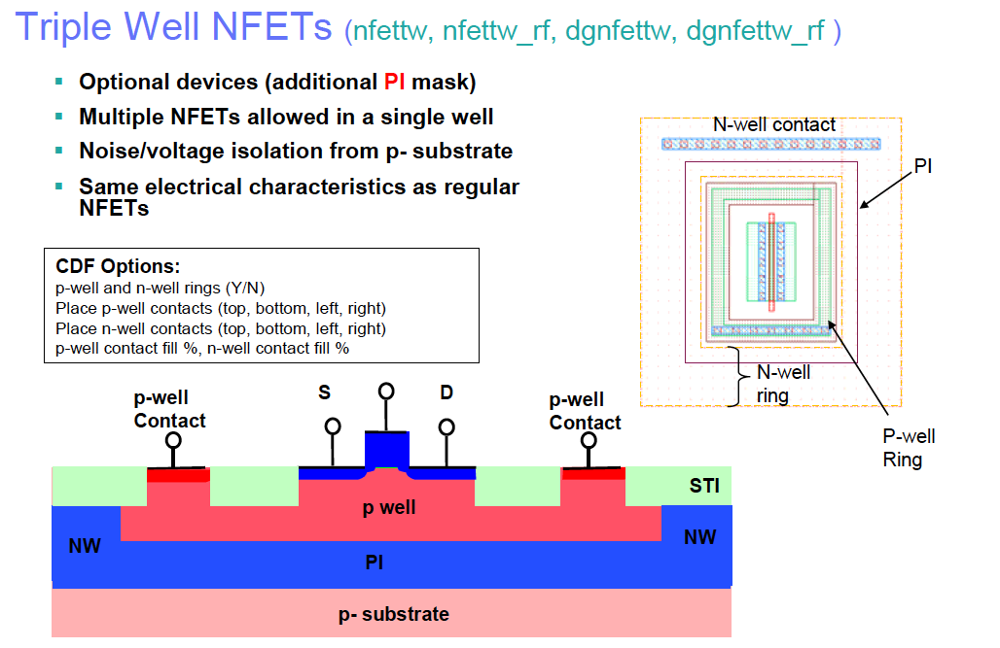 Triple Well NFETs (nfettw, nfettw_rf, dgnfettw, dgnfettw_rf )
Optional devices (additional PI mask)
Multiple NFETs allowed in a single well
Noise/voltage isolation from p- substrate
Same electrical characteristics as regular
NFETs
CDF Options:
p-well and n-well rings (Y/N)
Place p-well contacts (top, bottom, left, right)
Place n-well contacts (top, bottom, left, right)
p-well contact fill %, n-well contact fill %
N-well contact
PI
N-well
ring
P-well
Ring
p-well
Contact
S
D
p-well
Contact
STI
p well
NW
NW
PI
p- substrate